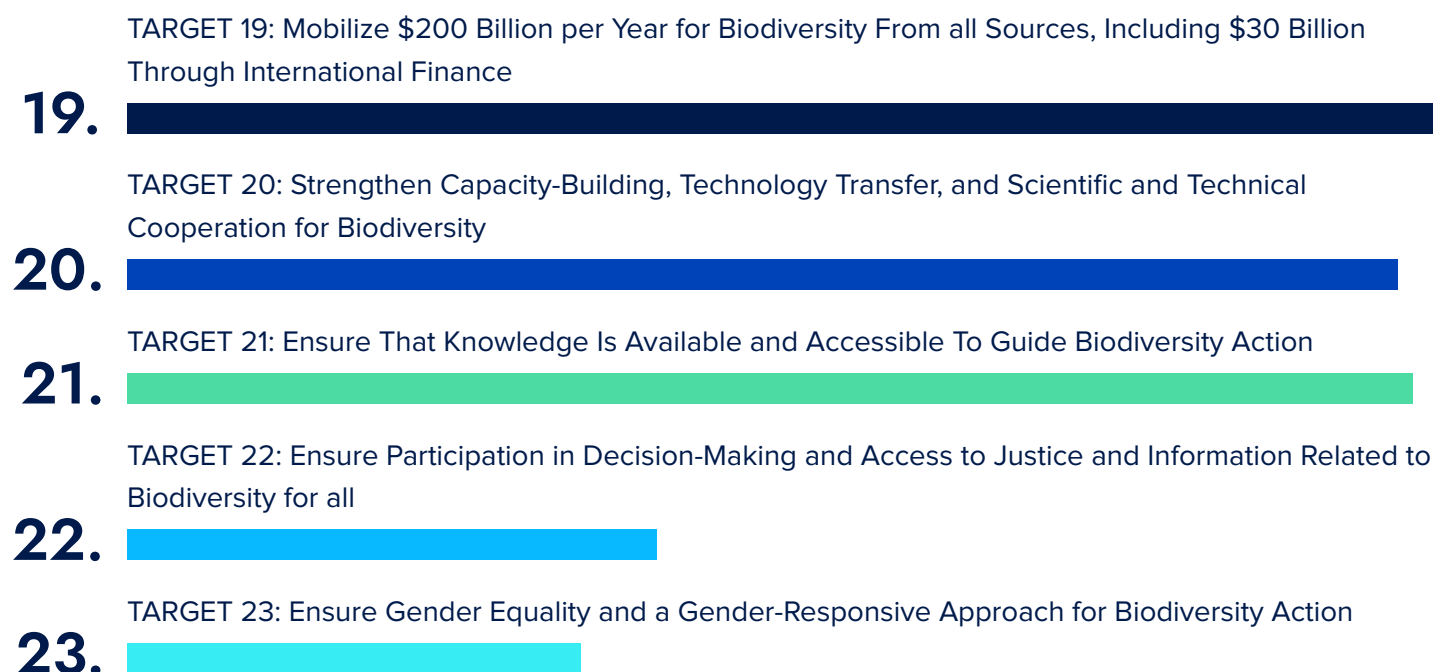 TARGET 19: Mobilize $200 Billion per Year for Biodiversity From all Sources, Including $30 Billion
Through International Finance
19.
TARGET 20: Strengthen Capacity-Building, Technology Transfer, and Scientific and Technical
Cooperation for Biodiversity
20.
TARGET 21: Ensure That Knowledge Is Available and Accessible To Guide Biodiversity Action
21.
TARGET 22: Ensure Participation in Decision-Making and Access to Justice and Information Related to
Biodiversity for all
22.
TARGET 23: Ensure Gender Equality and a Gender-Responsive Approach for Biodiversity Action
23.